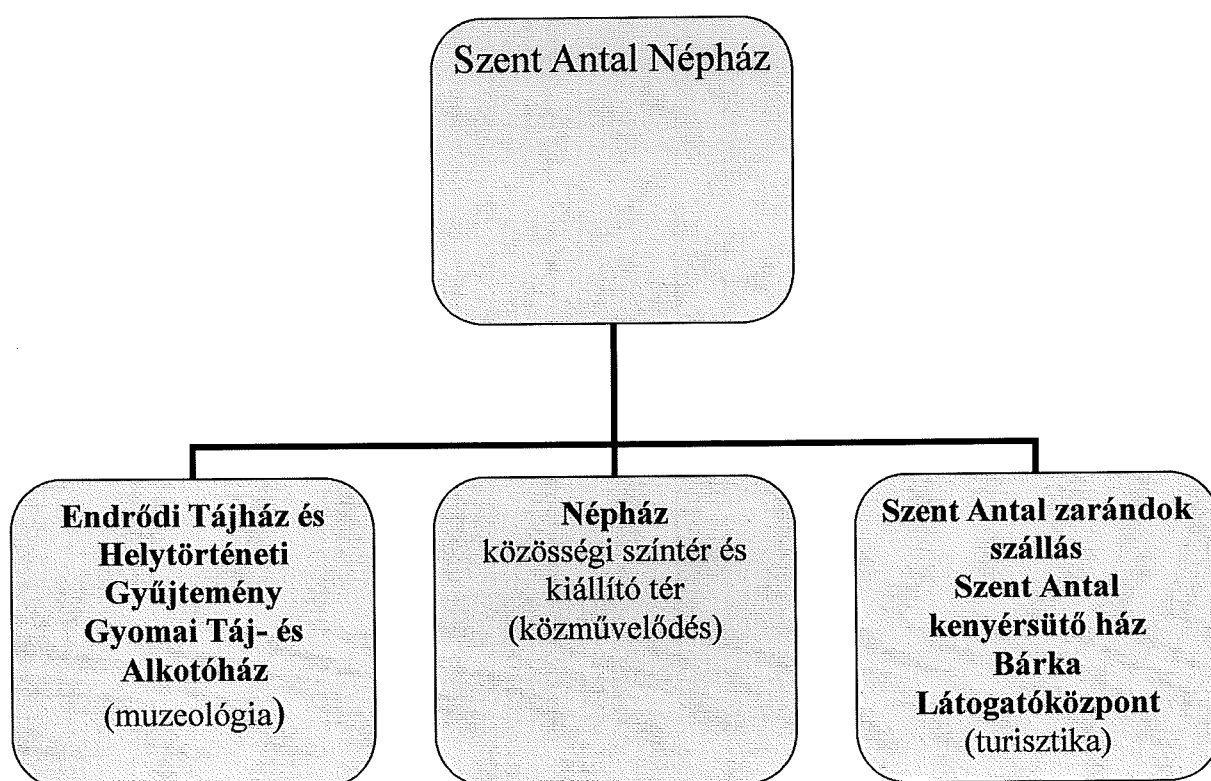 Szent Antal Népház
Endrődi Tájház és
Helytörténeti
Gyűjtemény
Gyomai Táj- és
Alkotóház
(muzeológia)
Népház
közösségi színtér és
kiállító tér
(közművelődés)
Szent Antal zarándok
szállás
Szent Antal
kenyérsütő ház
Bárka
Látogatóközpont
(turisztika)